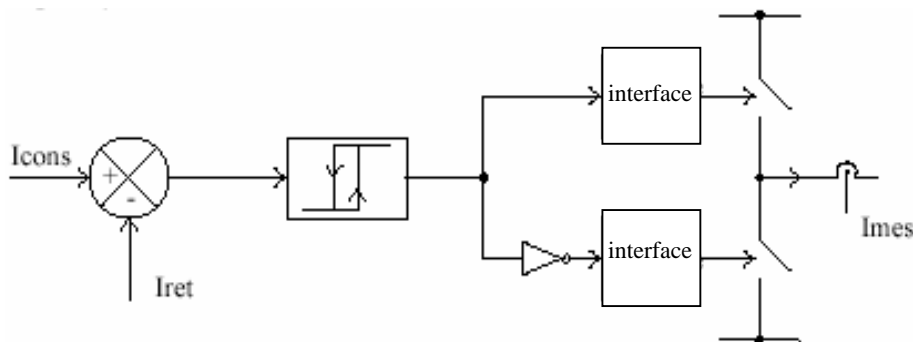 interface
Icons
+
-
interface
Imes
Iret